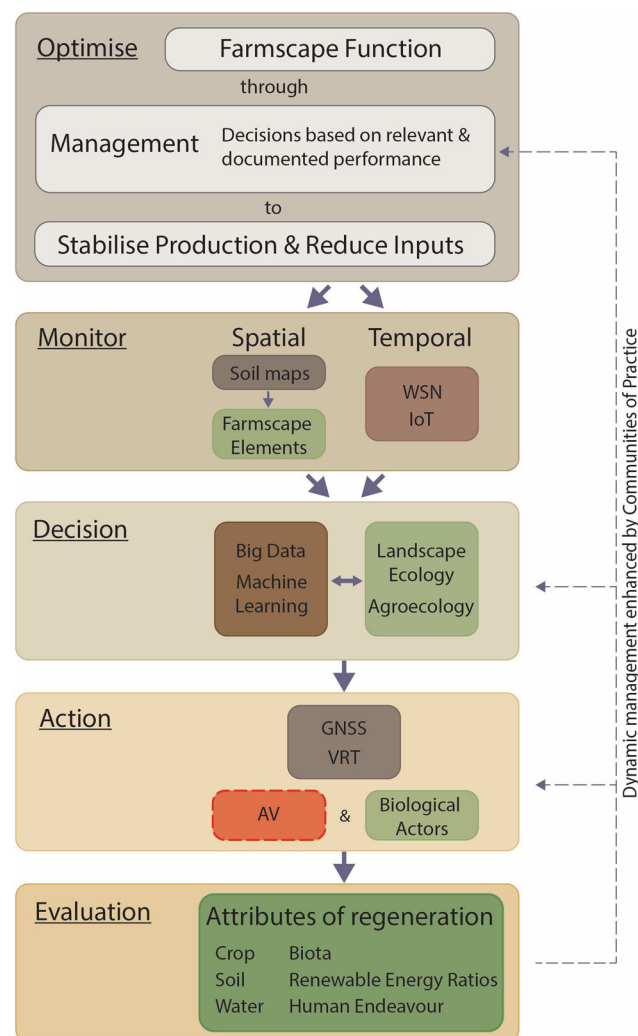 Optimise
Farmscape Function
through
Management
Decisions based on relevant &
documented performance
to
Stabilise Production & Reduce Inputs
Monitor
Spatial
Temporal
Soil maps
Farmscape
Elements
WSN
IoT
Decision
Big Data
Machine
Learning
Landscape
Ecology
Agroecology
Action
GNSS
VRT
AV
&
Biological
Actors
Evaluation
Attributes of regeneration
Crop Biota
Soil Renewable Energy Ratios
Water Human Endeavour
Dynamic management enhanced by Communities of Practice